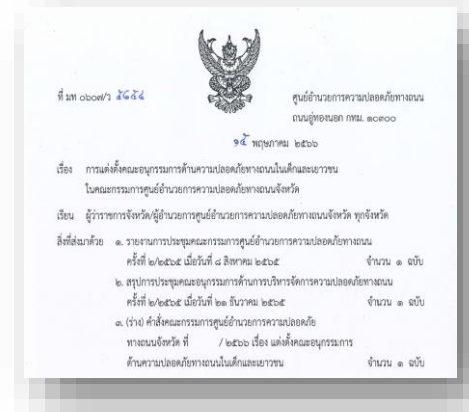 ที่ มท ๐๖๐๗/ว
ศูนย์อำนวยการความปลอดภัยทางถนน
ถนนอู่ทองนอก กทม. ๑๐๓๐๐
๑๕ พฤษภาคม ๒๕๖๖
เรื่อง การแต่งตั้งคณะอนุกรรมการด้านความปลอดภัยทางถนนในเด็กและเยาวชน
ในคณะกรรมการศูนย์อำนวยการความปลอดภัยทางถนนจังหวัด
เรียน ผู้ว่าราชการจังหวัด/ผู้อำนวยการศูนย์อำนวยการความปลอดภัยทางถนนจังหวัด ทุกจังหวัด
สิ่งที่ส่งมาด้วย ๑. รายงานการประชุมคณะกรรมการศูนย์อำนวยการความปลอดภัยทางถนน
ครั้งที่ ๒/๒๕๖๕ เมื่อวันที่ ๘ สิงหาคม ๒๕๖๕ จำนวน ๑ ฉบับ
๒. สรุปการประชุมคณะอนุกรรมการด้านการบริหารจัดการความปลอดภัยทางถนน
ครั้งที่ ๒/๒๕๖๕ เมื่อวันที่ ๒๑ ธันวาคม ๒๕๖๕ จำนวน ๑ ฉบับ
๓. (ร่าง) คำสั่งคณะกรรมการศูนย์อำนวยการความปลอดภัย
ทางถนนจังหวัด ที่ / ๒๕๖๖ เรื่อง แต่งตั้งคณะอนุกรรมการ
ด้านความปลอดภัยทางถนนในเด็กและเยาวชน จำนวน ๑ ฉบับ